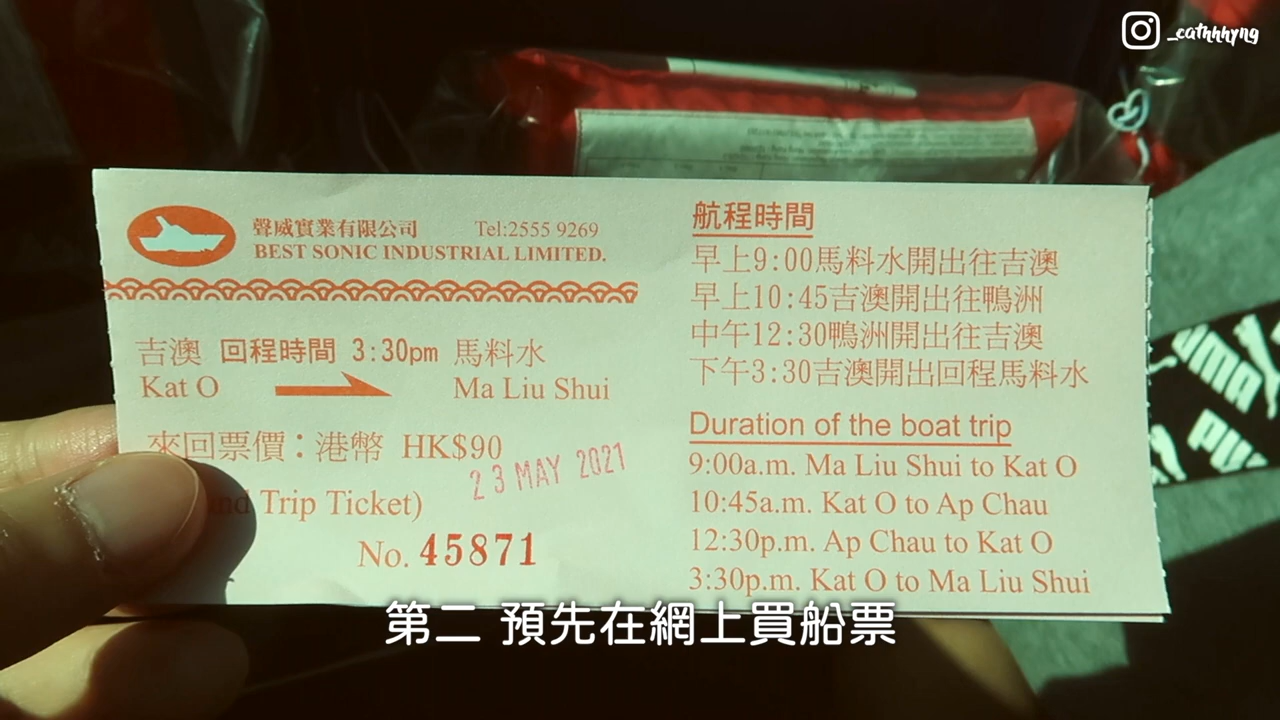 _cathhhyng
聲威實業有限公司 Tel:2555 9269
BEST SONIC INDUSTRIAL LIMITED.
吉澳 回程時間 3:30pm 馬料水
Kat O Ma Liu Shui
來回票價：港幣 HK$90
23 MAY 2021
Trip Ticket)
No. 45871
航程時間
早上9:00馬料水開出往吉澳
早上10:45吉澳開出往鴨洲
中午12:30鴨洲開出往吉澳
下午3:30吉澳開出回程馬料水
Duration of the boat trip
9:00a.m. Ma Liu Shui to Kat O
10:45a.m. Kat O to Ap Chau
12:30p.m. Ap Chau to Kat O
3:30p.m. Kat O to Ma Liu Shui
PUMA
第二 預先在網上買船票